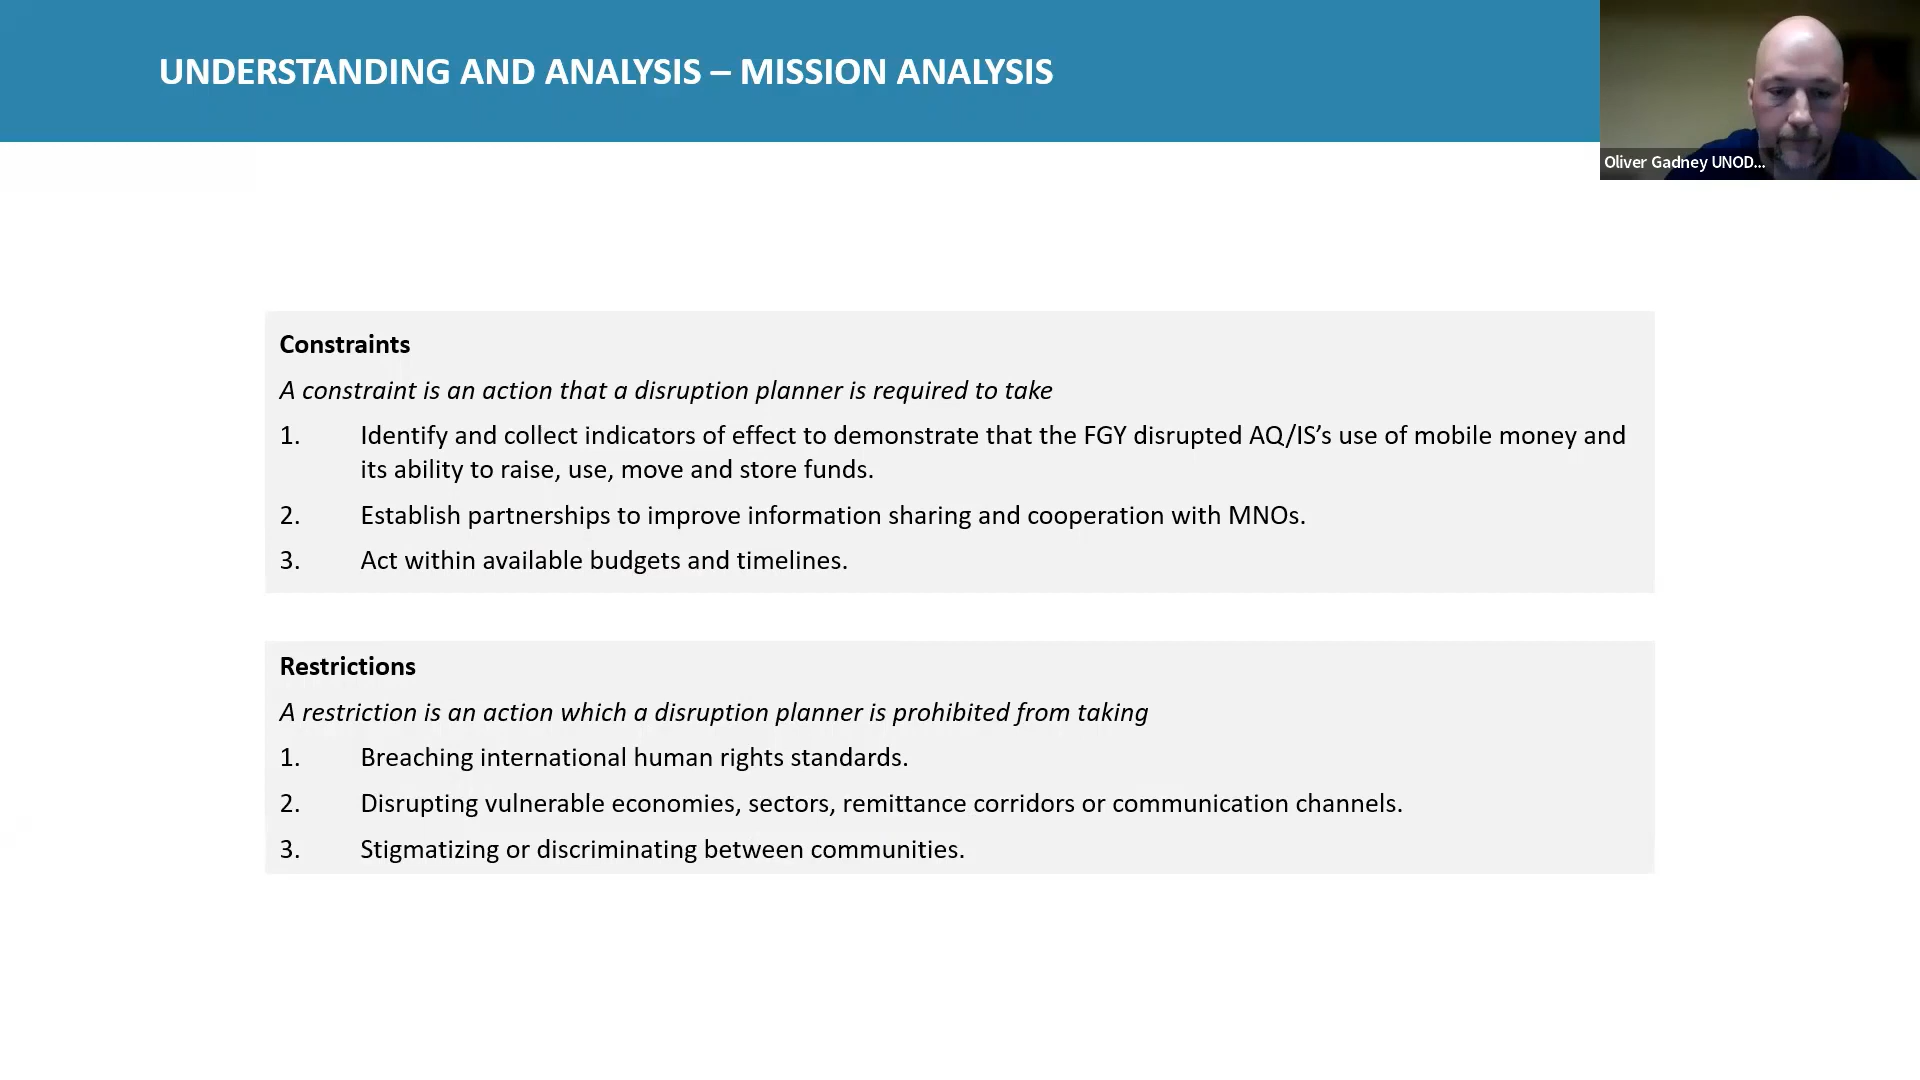 UNDERSTANDING AND ANALYSIS – MISSION ANALYSIS
Oliver Gadney UNOD...
Constraints
A constraint is an action that a disruption planner is required to take
1. Identify and collect indicators of effect to demonstrate that the FGY disrupted AQ/IS’s use of mobile money and
its ability to raise, use, move and store funds.
2. Establish partnerships to improve information sharing and cooperation with MNOs.
3. Act within available budgets and timelines.
Restrictions
A restriction is an action which a disruption planner is prohibited from taking
1. Breaching international human rights standards.
2. Disrupting vulnerable economies, sectors, remittance corridors or communication channels.
3. Stigmatizing or discriminating between communities.